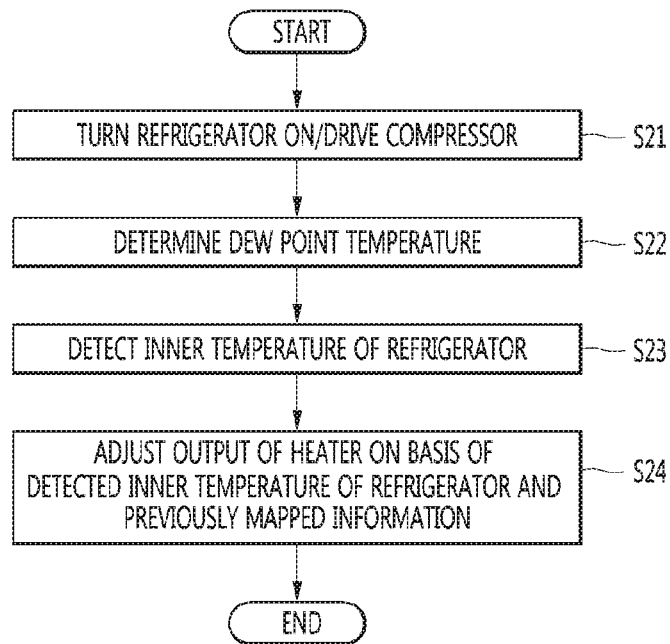 START
TURN REFRIGERATOR ON/DRIVE COMPRESSOR
S21
DETERMINE DEW POINT TEMPERATURE
S22
DETECT INNER TEMPERATURE OF REFRIGERATOR
S23
ADJUST OUTPUT OF HEATER ON BASIS OF
DETECTED INNER TEMPERATURE OF REFRIGERATOR AND
PREVIOUSLY MAPPED INFORMATION
S24
END